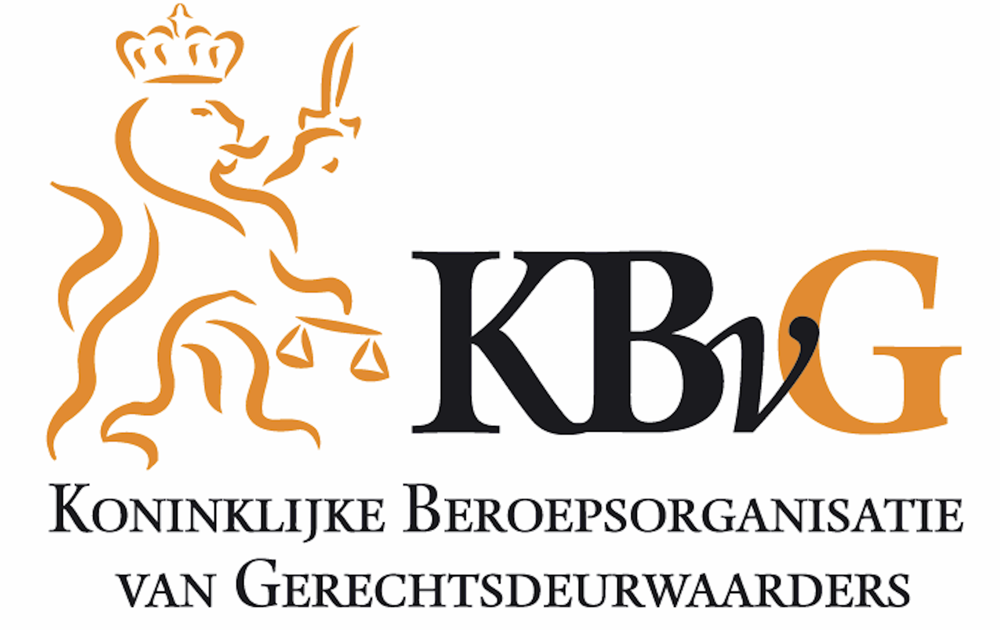 KBvG
Koninklijke Beroepsorganisatie
van Gerechtsdeurwaarders